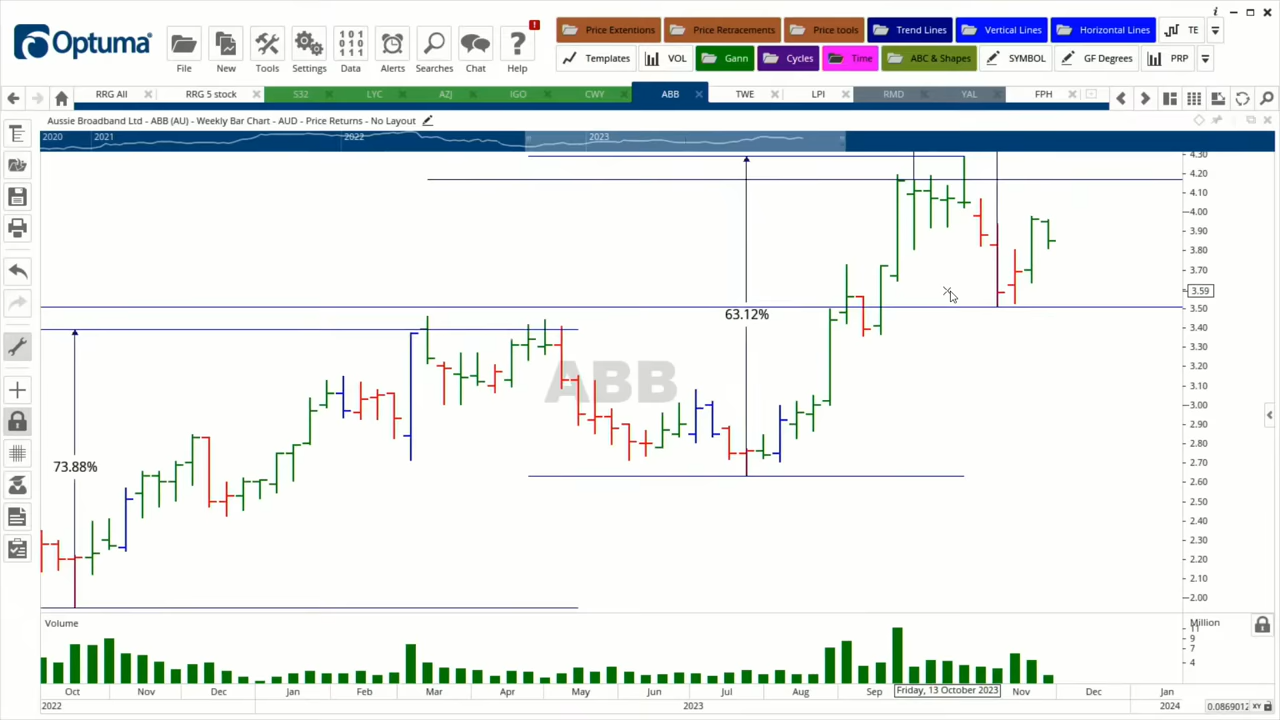 Optuma
File
New
Tools
Settings
Data
Alerts
Searches
Chat
Help
Price Extentions
Price Retracements
Price tools
Trend Lines
Vertical Lines
Horizontal Lines
TE
Templates
VOL
Gann
Cycles
Time
ABC & Shapes
SYMBOL
GF Degrees
PRP
RRG All
RRG 5 stock
S32
LYC
AZJ
IGO
CWY
ABB
TWE
LPI
RMD
YAL
FPH
Aussie Broadband Ltd - ABB (AU) - Weekly Bar Chart - AUD - Price Returns - No Layout
2020
2021
2022
2023
4.30
4.20
4.10
4.00
3.90
3.80
3.70
3.59
3.50
3.40
3.30
3.20
3.10
3.00
2.90
2.80
2.70
2.60
2.50
2.40
2.30
2.20
2.10
2.00
63.12%
ABB
73.88%
Volume
Million
11
9
7
4
Oct
Nov
Dec
Jan
Feb
Mar
Apr
May
Jun
Jul
Aug
Sep
Friday, 13 October 2023
Nov
Dec
Jan
2022
2023
2024
0.0869012
XY